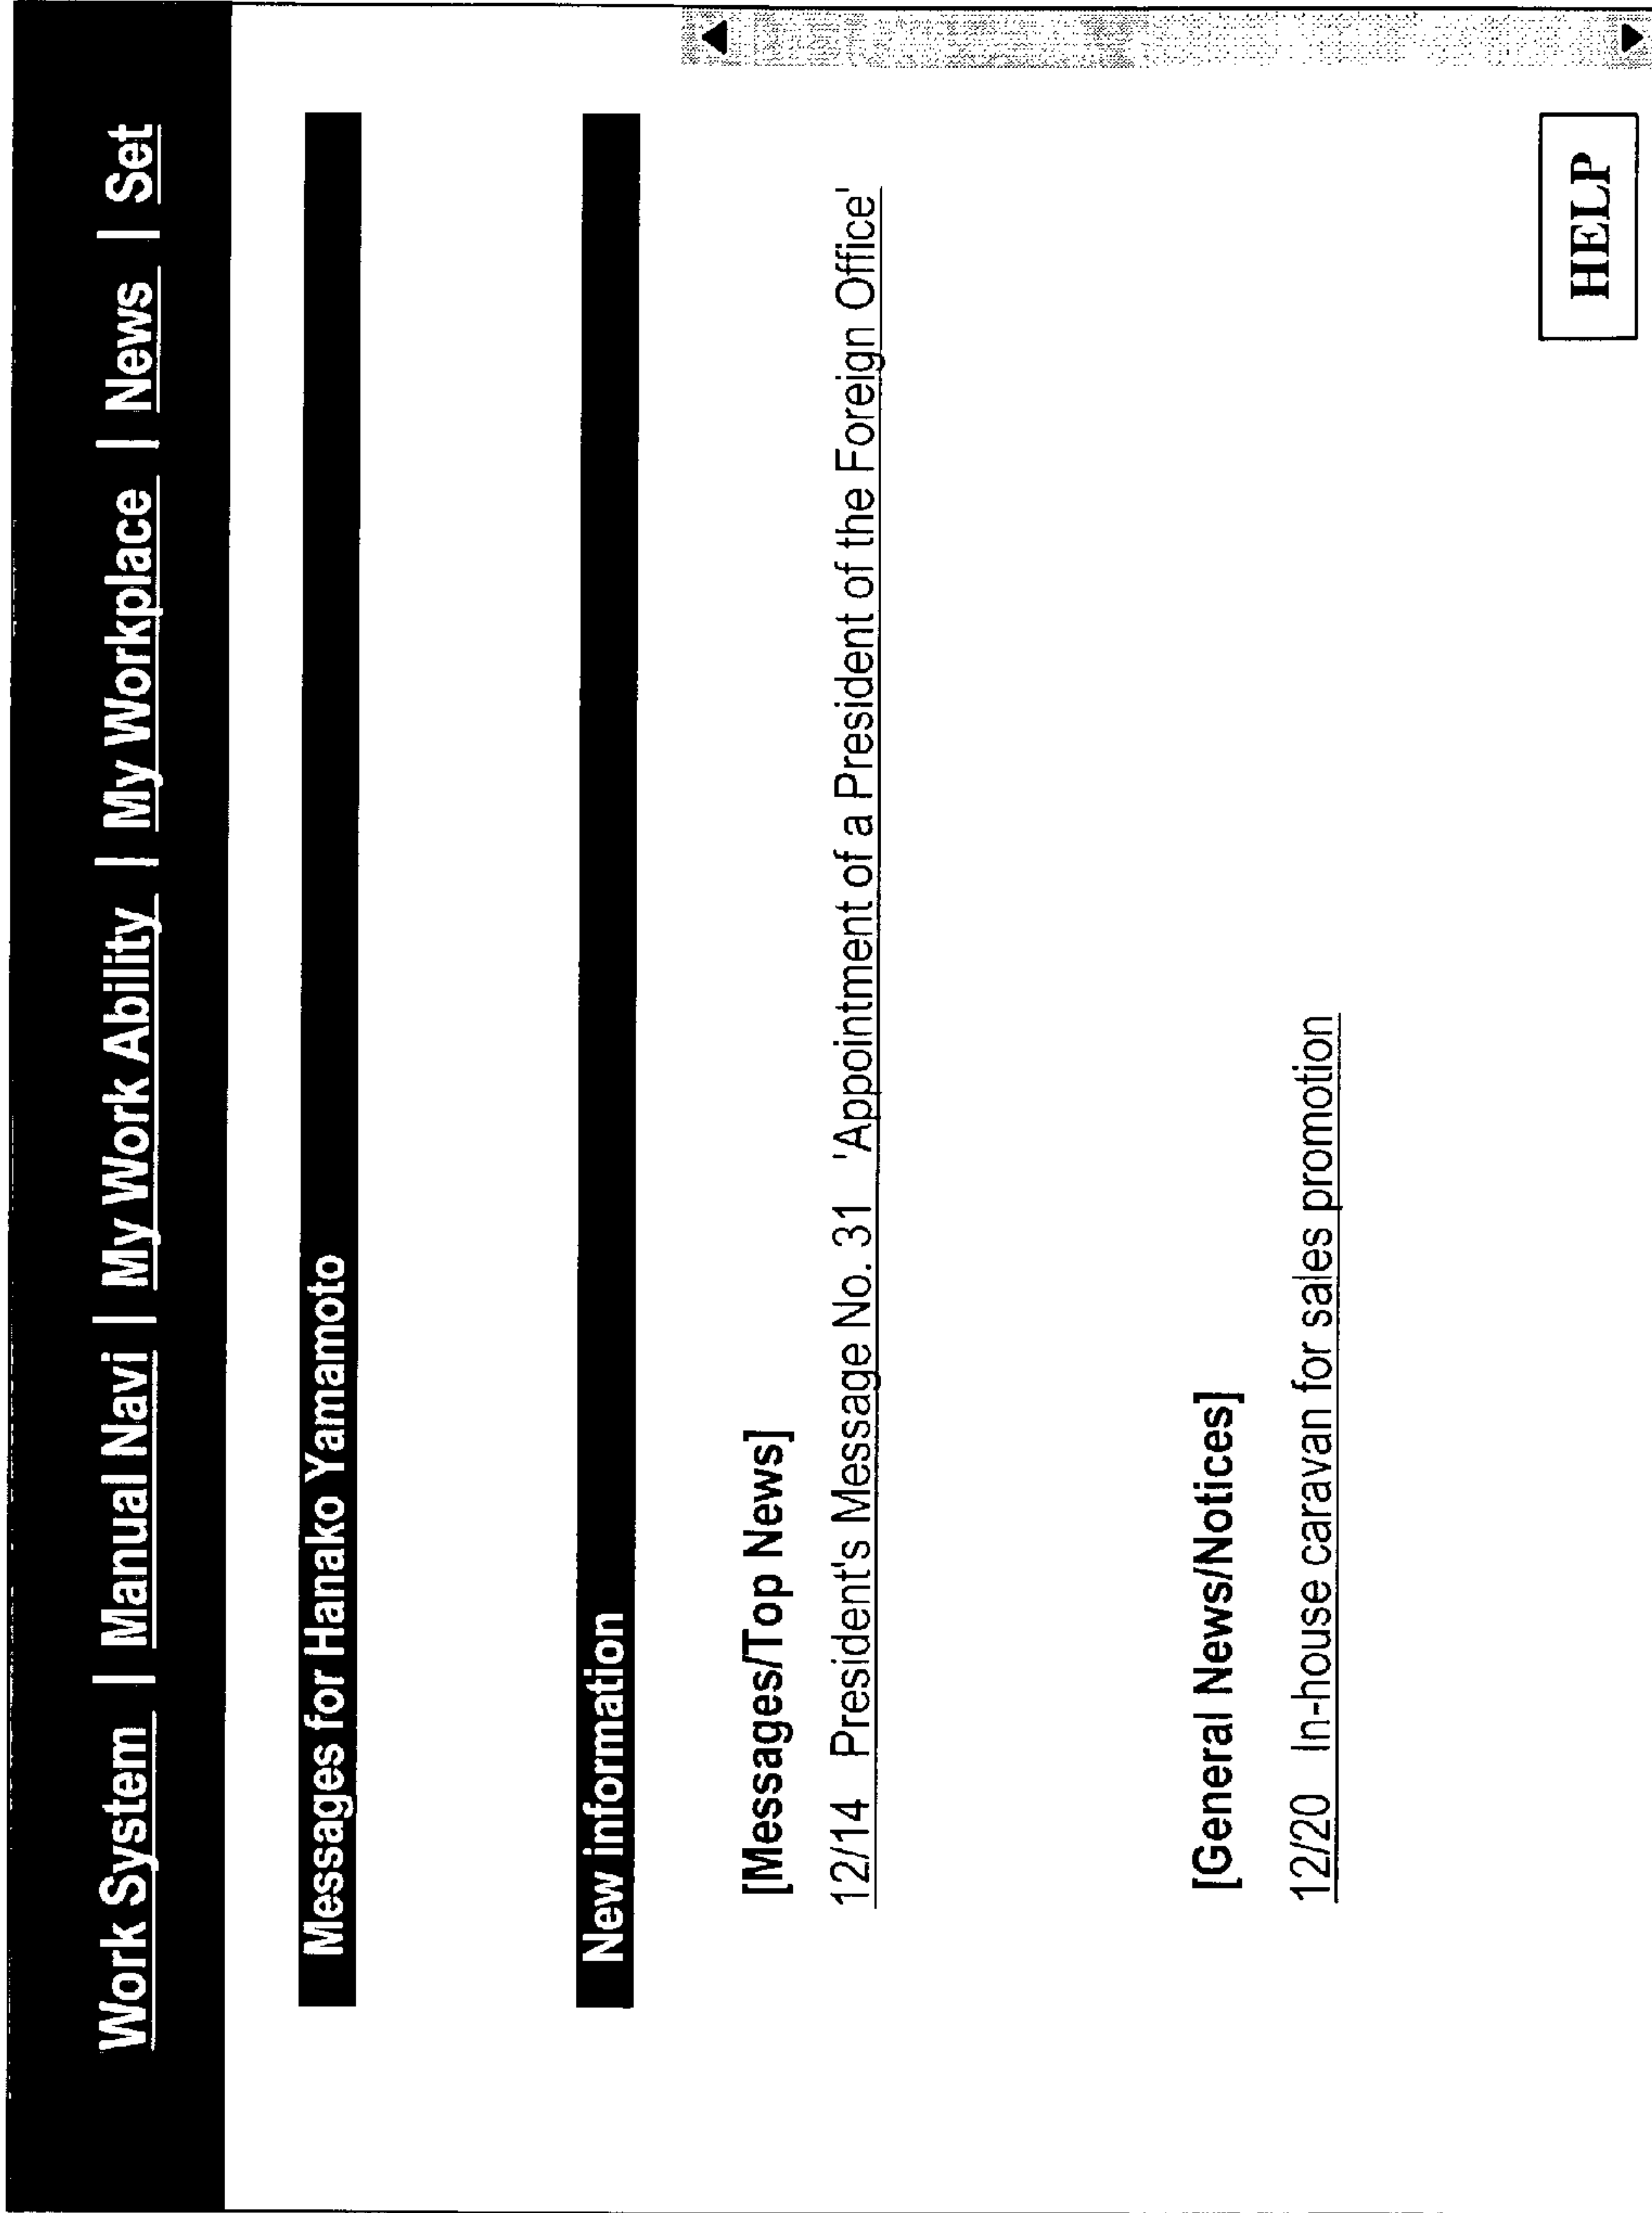 Work System | Manual Navi | My Work Ability | My Workplace | News | Set
Messages for Hanako Yamamoto
New information
[Messages/Top News]
12/14 President's Message No. 31 'Appointment of a President of the Foreign Office'
[General News/Notices]
12/20 In-house caravan for sales promotion
HELP